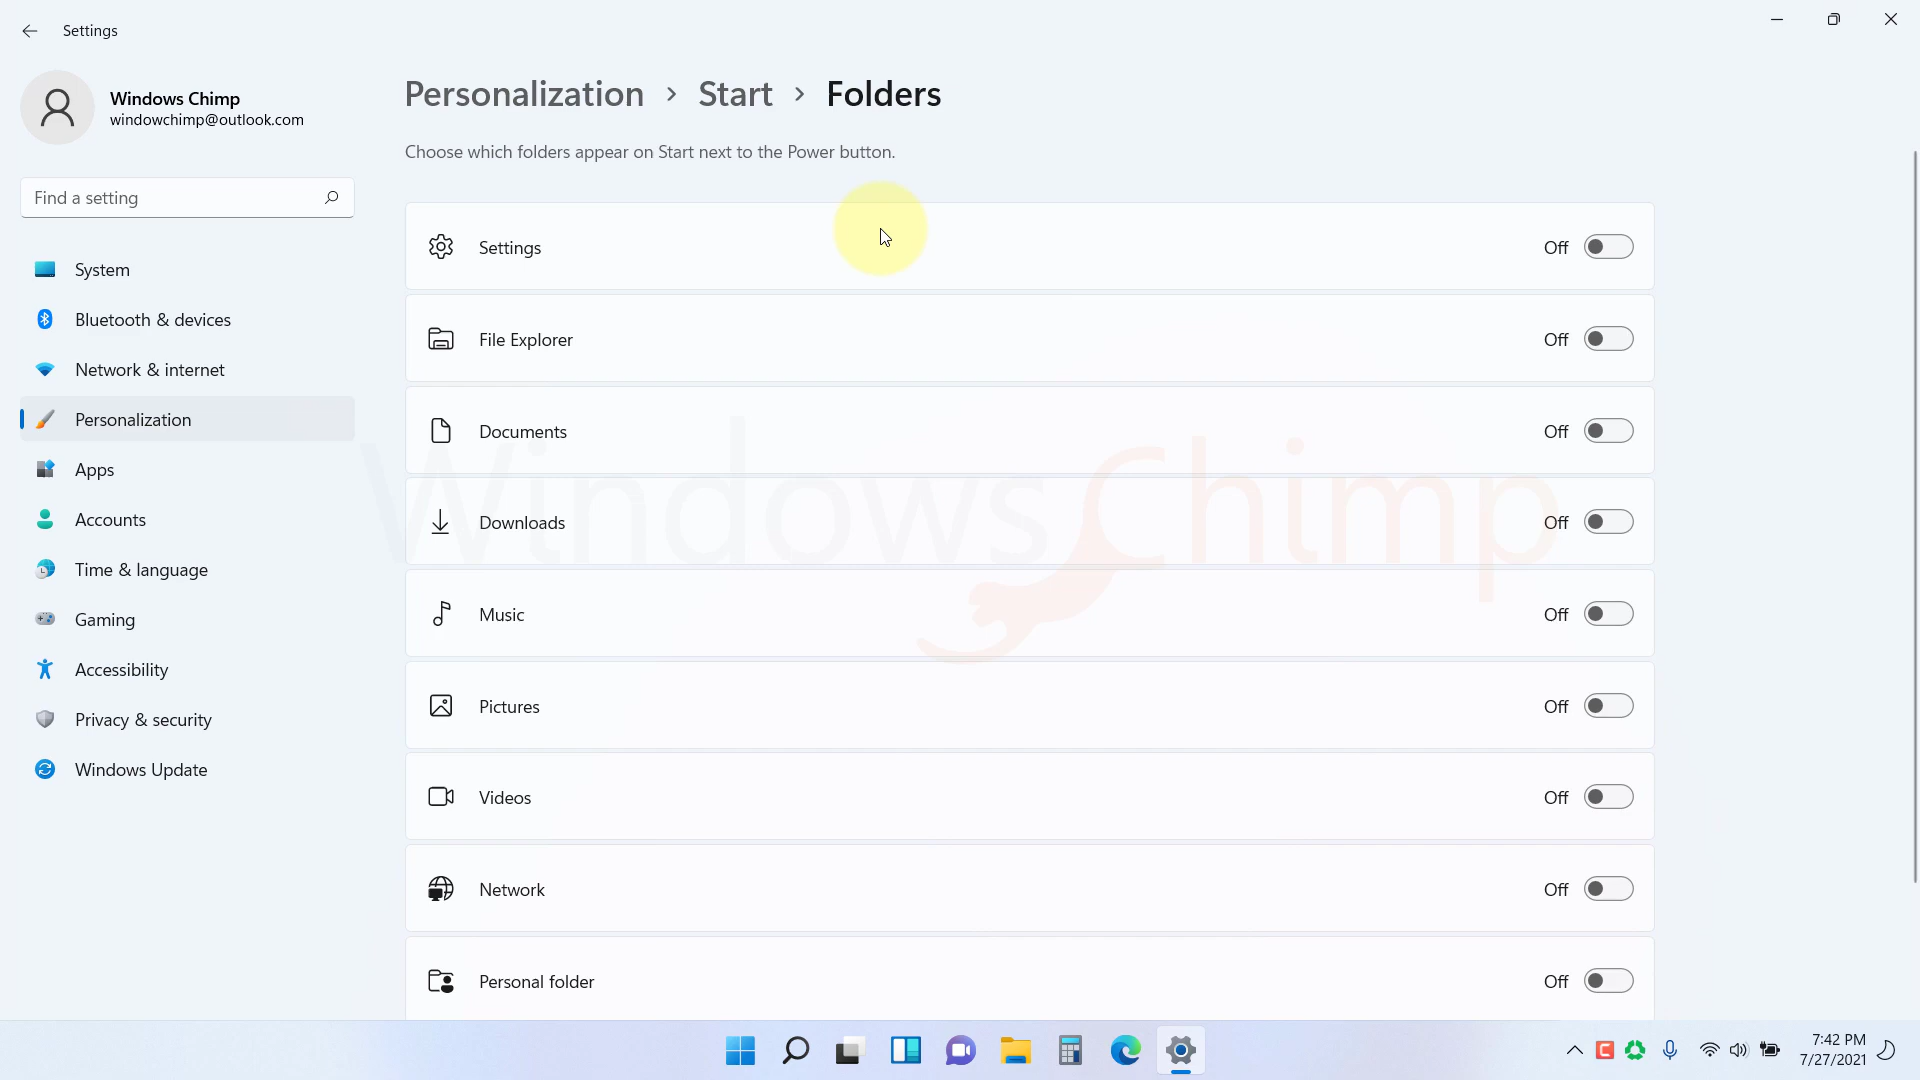 Settings
Windows Chimp
windowchimp@outlook.com
Find a setting
System
Bluetooth & devices
Network & internet
Personalization
Apps
Accounts
Time & language
Gaming
Accessibility
Privacy & security
Windows Update
Personalization > Start > Folders
Choose which folders appear on Start next to the Power button.
Settings Off
File Explorer Off
Documents Off
Downloads Off
Music Off
Pictures Off
Videos Off
Network Off
Personal folder Off
WindowsChimp
7:42 PM
7/27/2021